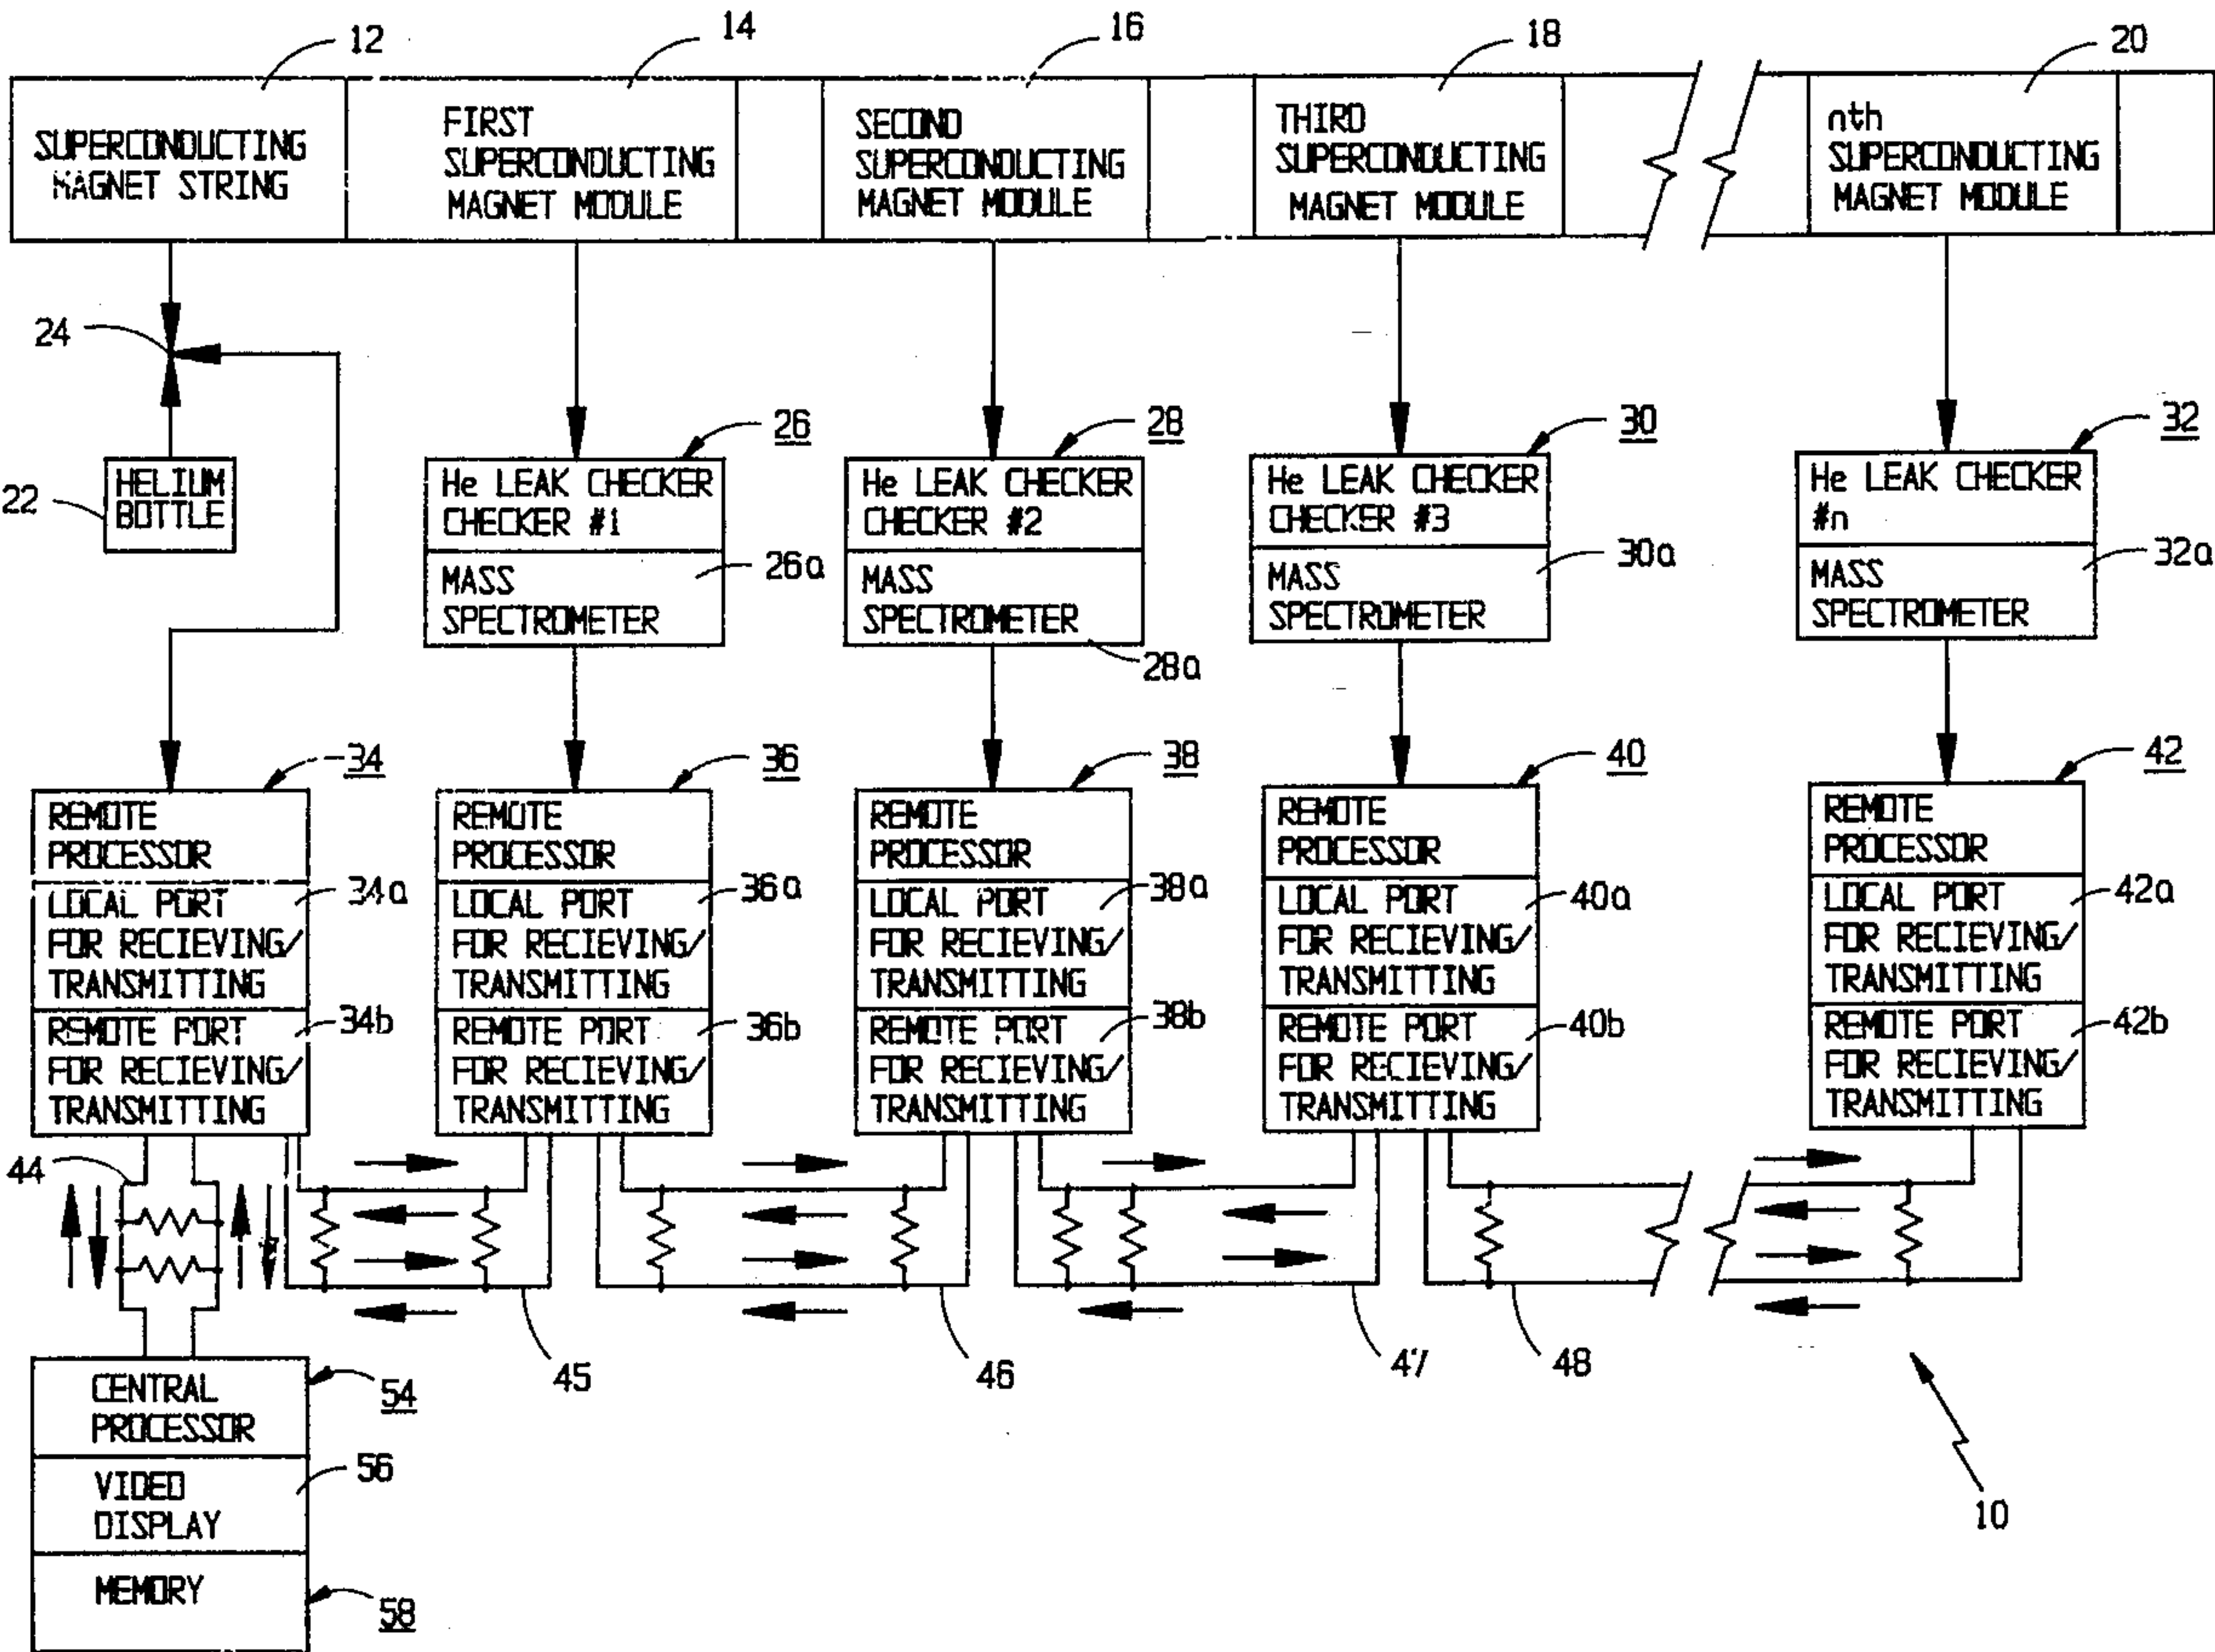 12
14
16
18
20
SUPERCONDUCTING
MAGNET STRING
FIRST
SUPERCONDUCTING
MAGNET MODULE
SECOND
SUPERCONDUCTING
MAGNET MODULE
THIRD
SUPERCONDUCTING
MAGNET MODULE
nth
SUPERCONDUCTING
MAGNET MODULE
24
22
HELIUM
BOTTLE
26
He LEAK CHECKER
CHECKER #1
26a
MASS
SPECTROMETER
28
He LEAK CHECKER
CHECKER #2
MASS
SPECTROMETER
28a
30
He LEAK CHECKER
CHECKER #3
30a
MASS
SPECTROMETER
32
He LEAK CHECKER
#n
32a
MASS
SPECTROMETER
34
REMOTE
PROCESSOR
34a
LOCAL PORT
FOR RECIEVING/
TRANSMITTING
34b
REMOTE PORT
FOR RECIEVING/
TRANSMITTING
36
REMOTE
PROCESSOR
36a
LOCAL PORT
FOR RECIEVING/
TRANSMITTING
36b
REMOTE PORT
FOR RECIEVING/
TRANSMITTING
38
REMOTE
PROCESSOR
38a
LOCAL PORT
FOR RECIEVING/
TRANSMITTING
38b
REMOTE PORT
FOR RECIEVING/
TRANSMITTING
40
REMOTE
PROCESSOR
40a
LOCAL PORT
FOR RECIEVING/
TRANSMITTING
40b
REMOTE PORT
FOR RECIEVING/
TRANSMITTING
42
REMOTE
PROCESSOR
42a
LOCAL PORT
FOR RECIEVING/
TRANSMITTING
42b
REMOTE PORT
FOR RECIEVING/
TRANSMITTING
44
45
46
47
48
54
CENTRAL
PROCESSOR
56
VIDEO
DISPLAY
MEMORY
58
10